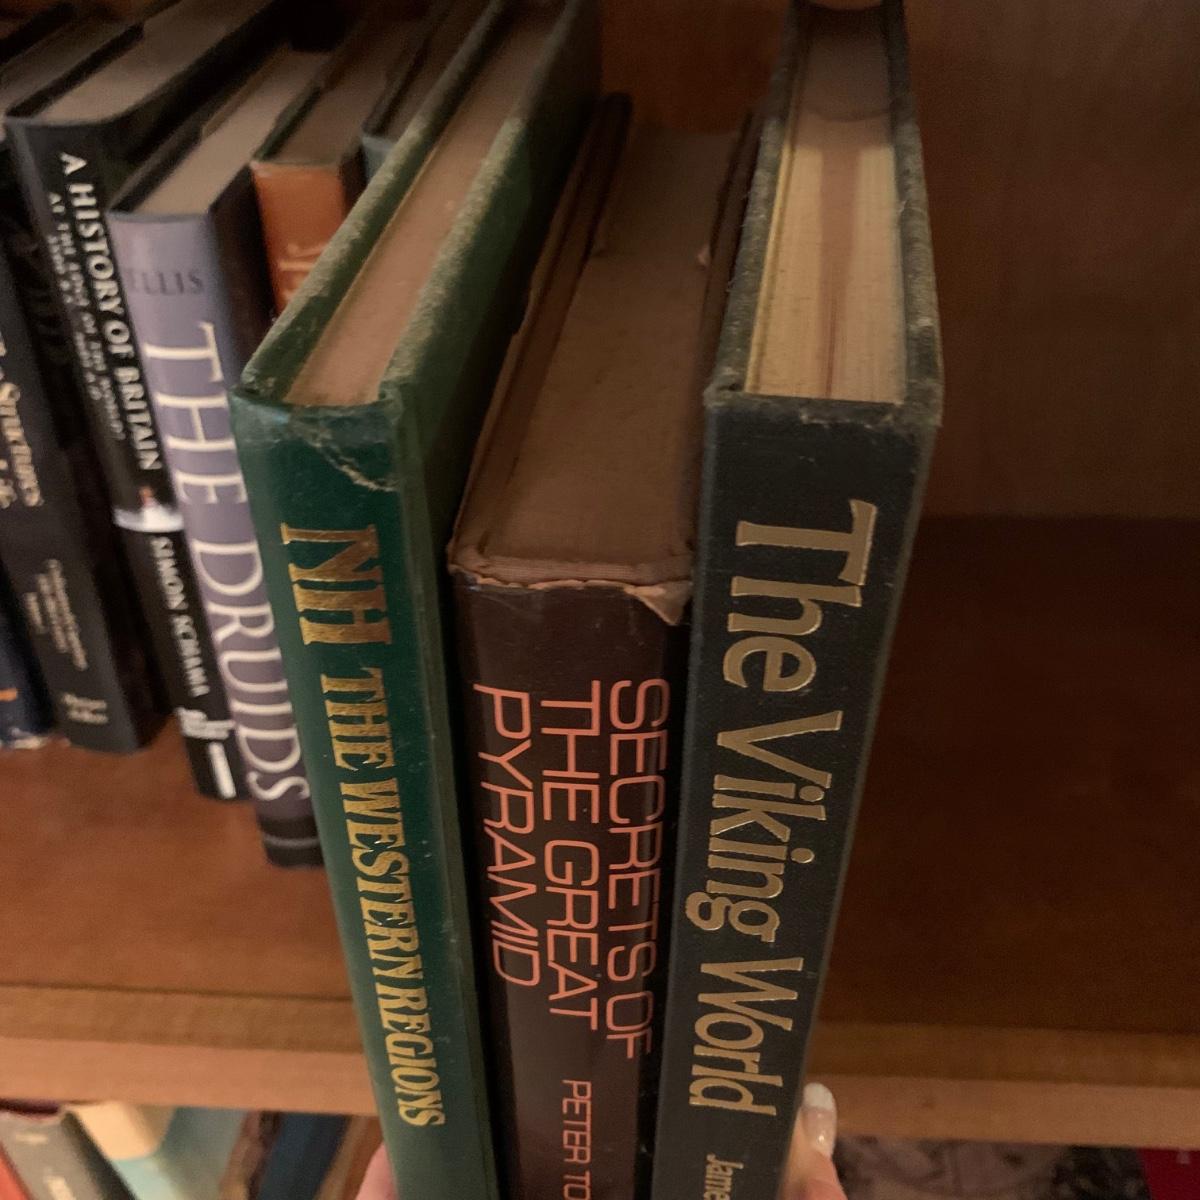 A HISTORY OF BRITAIN
SIMON SCHAMA
ELLIS
THE DRUIDS
NH THE WESTERN REGIONS
SECRETS OF
THE GREAT
PYRAMID
PETER TO
The Viking World
Jame